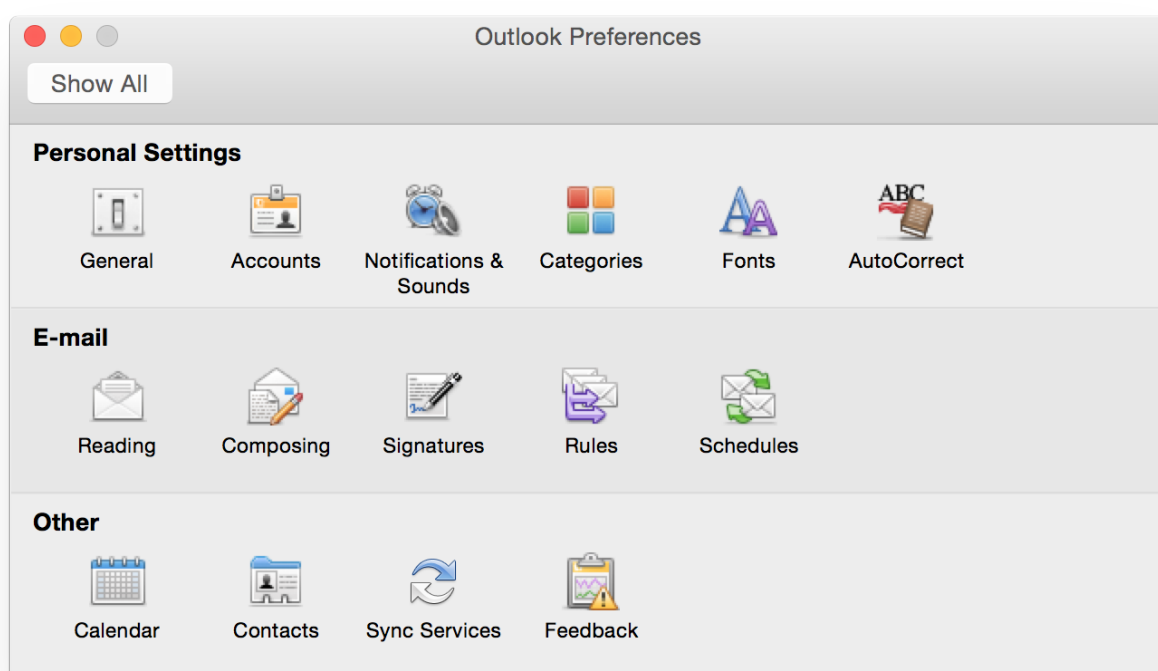 Outlook Preferences
Show All
Personal Settings
General
Accounts
Notifications &
Sounds
Categories
Fonts
ABC
AutoCorrect
E-mail
Reading
Composing
Signatures
Rules
Schedules
Other
Calendar
Contacts
Sync Services
Feedback